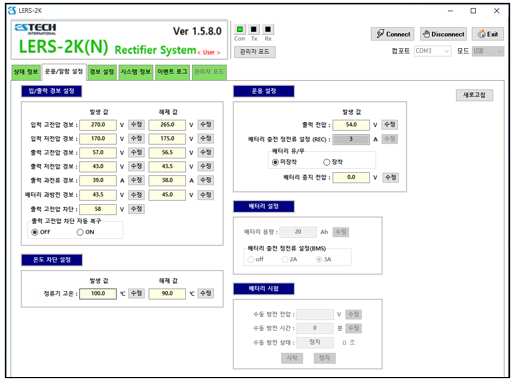 LERS-2K
ESTECH
INTERNATIONAL
Ver 1.5.8.0
LERS-2K(N) Rectifier System < User >
Con Tx Rx
관리자 모드
Connect
Disconnect
Exit
컴포트 COM3 모드 USB
상태 정보 운용/알람 설정 경보 설정 시스템 정보 이벤트 로그 관리자 모드
새로고침
입/출력 경보 설정
발생 값 해제 값
입력 고전압 경보 : 270.0 V 수정 265.0 V 수정
입력 저전압 경보 : 170.0 V 수정 175.0 V 수정
출력 고전압 경보 : 57.0 V 수정 56.5 V 수정
출력 저전압 경보 : 43.0 V 수정 43.5 V 수정
출력 과전류 경보 : 39.0 A 수정 38.0 A 수정
배터리 과방전 경보 : 43.5 V 수정 45.0 V 수정
출력 고전압 차단 : 58 V 수정
출력 고전압 차단 자동 복구
OFF ON
온도 차단 설정
발생 값 해제 값
정류기 고온 : 100.0 ℃ 수정 90.0 ℃ 수정
운용 설정
발생 값
출력 전압 : 54.0 V 수정
배터리 충전 정전류 설정 (REC) : 3 A 수정
배터리 유/무
미장착 장착
배터리 충지 전압 : 0.0 V 수정
배터리 설정
배터리 용량 : 20 Ah 수정
배터리 충전 정전류 설정(BMS)
off 2A 3A
배터리 시험
수동 방전 전압 : V 수정
수동 방전 시간 : 0 분 수정
수동 방전 상태 : 정지 0 초
시작 정지